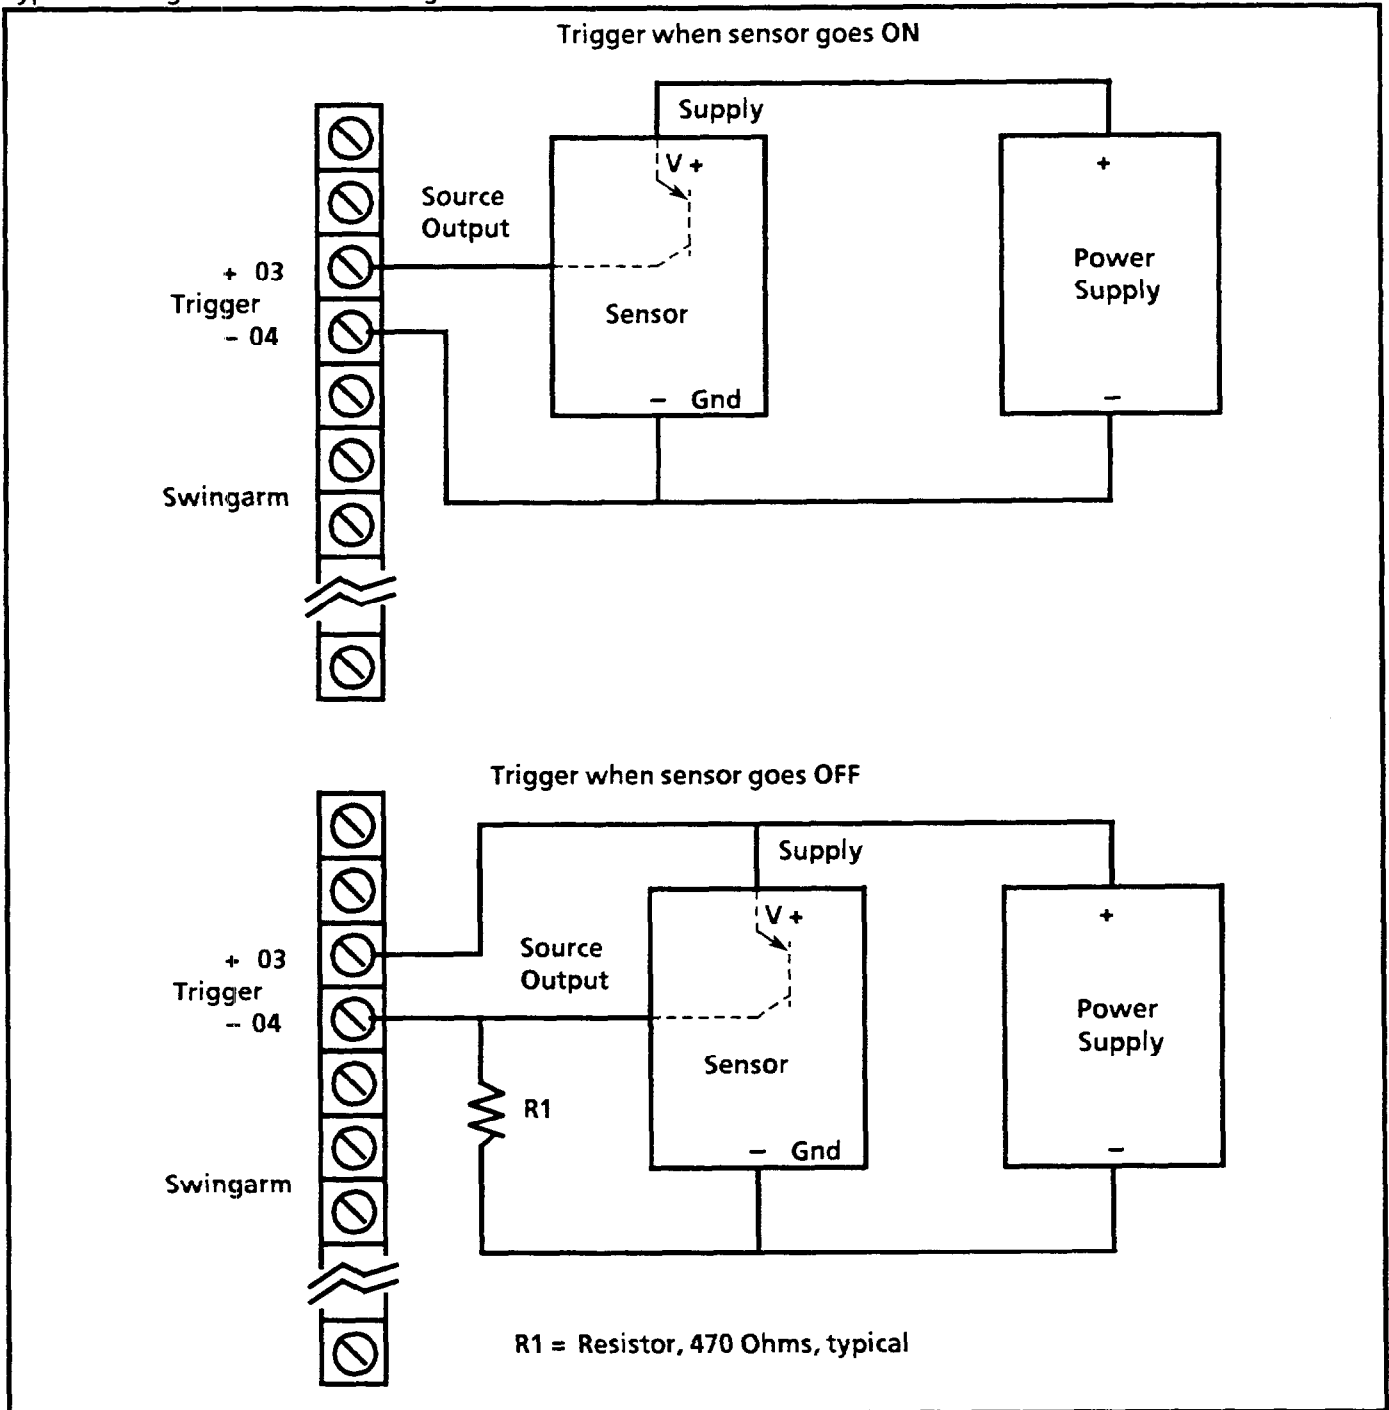 Trigger when sensor goes ON
Supply
V +
+
Source
Output
+ 03
Trigger
- 04
Power
Supply
Sensor
- Gnd
-
Swingarm
Trigger when sensor goes OFF
Supply
V +
+
Source
Output
+ 03
Trigger
- 04
Power
Supply
Sensor
R1
- Gnd
-
Swingarm
R1 = Resistor, 470 Ohms, typical